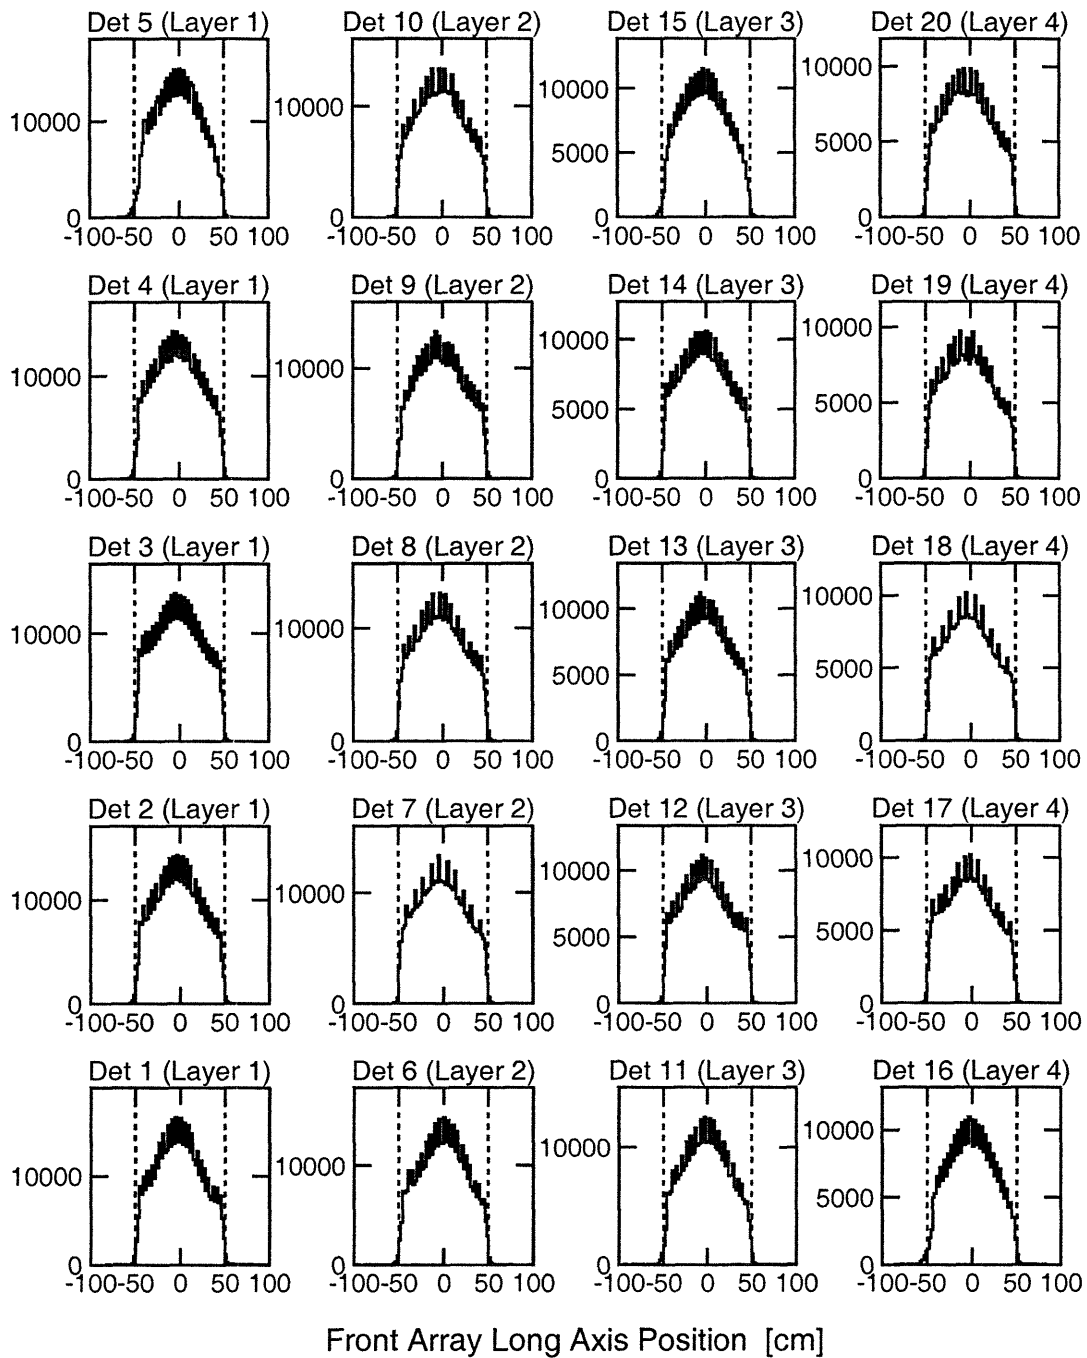 Det 5 (Layer 1) Det 10 (Layer 2) Det 15 (Layer 3) Det 20 (Layer 4)
10000 10000 10000 5000 10000 5000
0 0 0 0
-100-50 0 50 100 -100-50 0 50 100 -100-50 0 50 100 -100-50 0 50 100
Det 4 (Layer 1) Det 9 (Layer 2) Det 14 (Layer 3) Det 19 (Layer 4)
10000 10000 10000 5000 10000 5000
0 0 0 0
-100-50 0 50 100 -100-50 0 50 100 -100-50 0 50 100 -100-50 0 50 100
Det 3 (Layer 1) Det 8 (Layer 2) Det 13 (Layer 3) Det 18 (Layer 4)
10000 10000 10000 5000 10000 5000
0 0 0 0
-100-50 0 50 100 -100-50 0 50 100 -100-50 0 50 100 -100-50 0 50 100
Det 2 (Layer 1) Det 7 (Layer 2) Det 12 (Layer 3) Det 17 (Layer 4)
10000 10000 10000 5000 10000 5000
0 0 0 0
-100-50 0 50 100 -100-50 0 50 100 -100-50 0 50 100 -100-50 0 50 100
Det 1 (Layer 1) Det 6 (Layer 2) Det 11 (Layer 3) Det 16 (Layer 4)
10000 10000 10000 10000 5000
0 0 0 0
-100-50 0 50 100 -100-50 0 50 100 -100-50 0 50 100 -100-50 0 50 100
Front Array Long Axis Position [cm]